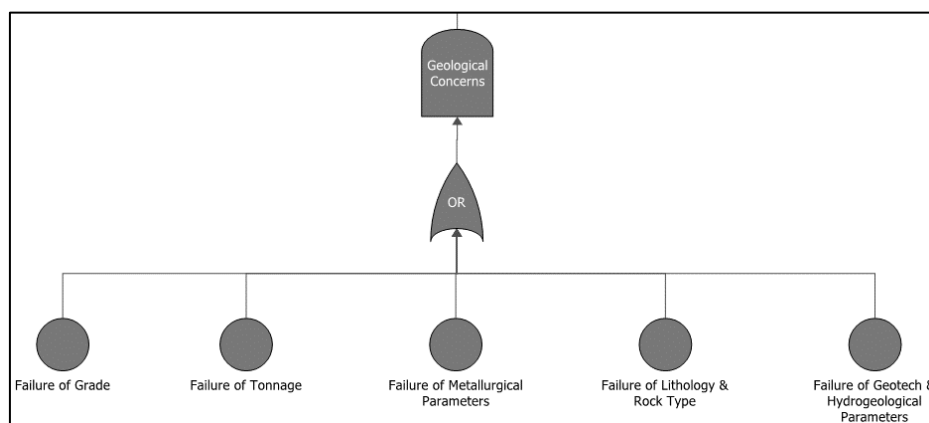 Geological
Concerns
OR
Failure of Grade
Failure of Tonnage
Failure of Metallurgical
Parameters
Failure of Lithology &
Rock Type
Failure of Geotech &
Hydrogeological
Parameters